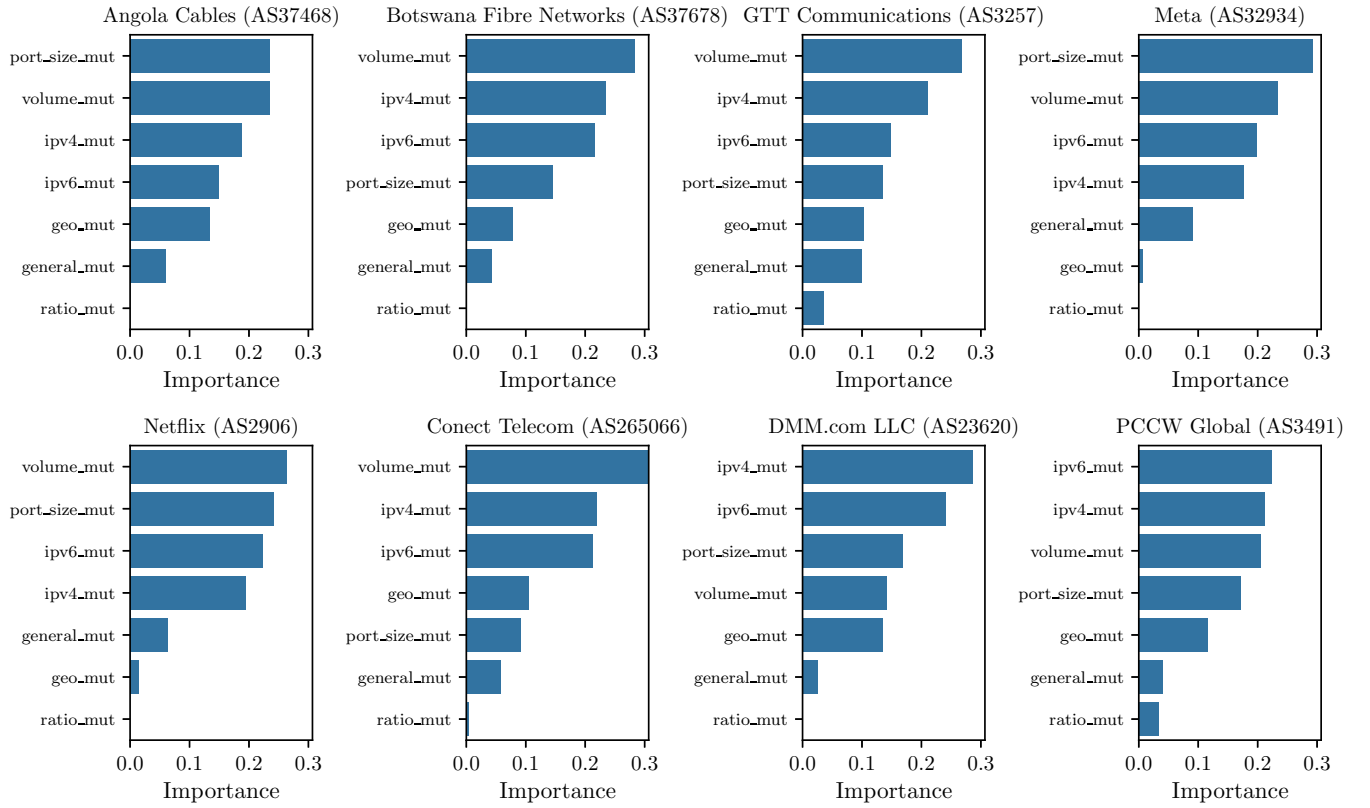 Angola Cables (AS37468)
port_size_mut
volume_mut
ipv4_mut
ipv6_mut
geo_mut
general_mut
ratio_mut
0.0 0.1 0.2 0.3
Importance
Botswana Fibre Networks (AS37678)
volume_mut
ipv4_mut
ipv6_mut
port_size_mut
geo_mut
general_mut
ratio_mut
0.0 0.1 0.2 0.3
Importance
GTT Communications (AS3257)
volume_mut
ipv4_mut
ipv6_mut
port_size_mut
geo_mut
general_mut
ratio_mut
0.0 0.1 0.2 0.3
Importance
Meta (AS32934)
port_size_mut
volume_mut
ipv6_mut
ipv4_mut
general_mut
geo_mut
ratio_mut
0.0 0.1 0.2 0.3
Importance
Netflix (AS2906)
volume_mut
port_size_mut
ipv6_mut
ipv4_mut
general_mut
geo_mut
ratio_mut
0.0 0.1 0.2 0.3
Importance
Conect Telecom (AS265066)
volume_mut
ipv4_mut
ipv6_mut
geo_mut
port_size_mut
general_mut
ratio_mut
0.0 0.1 0.2 0.3
Importance
DMM.com LLC (AS23620)
ipv4_mut
ipv6_mut
port_size_mut
volume_mut
geo_mut
general_mut
ratio_mut
0.0 0.1 0.2 0.3
Importance
PCCW Global (AS3491)
ipv6_mut
ipv4_mut
volume_mut
port_size_mut
geo_mut
general_mut
ratio_mut
0.0 0.1 0.2 0.3
Importance